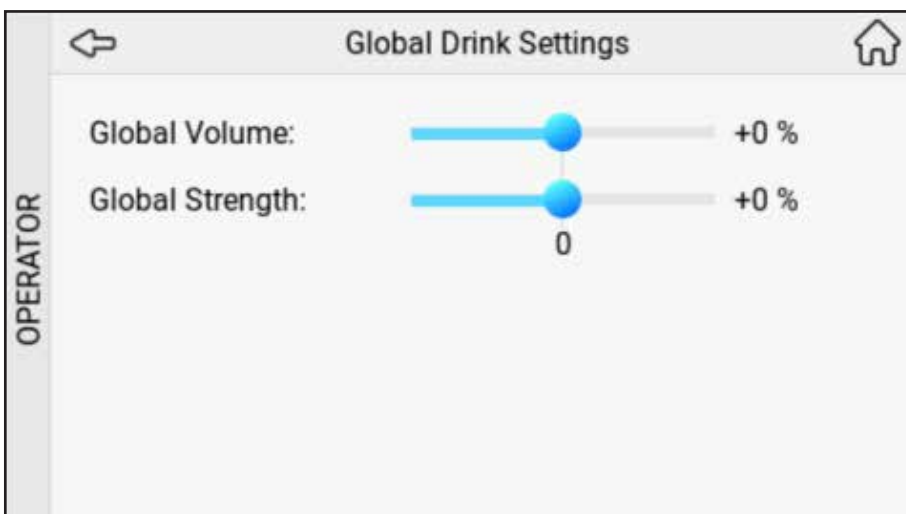 Global Drink Settings
OPERATOR
Global Volume: +0 %
Global Strength: +0 %
0